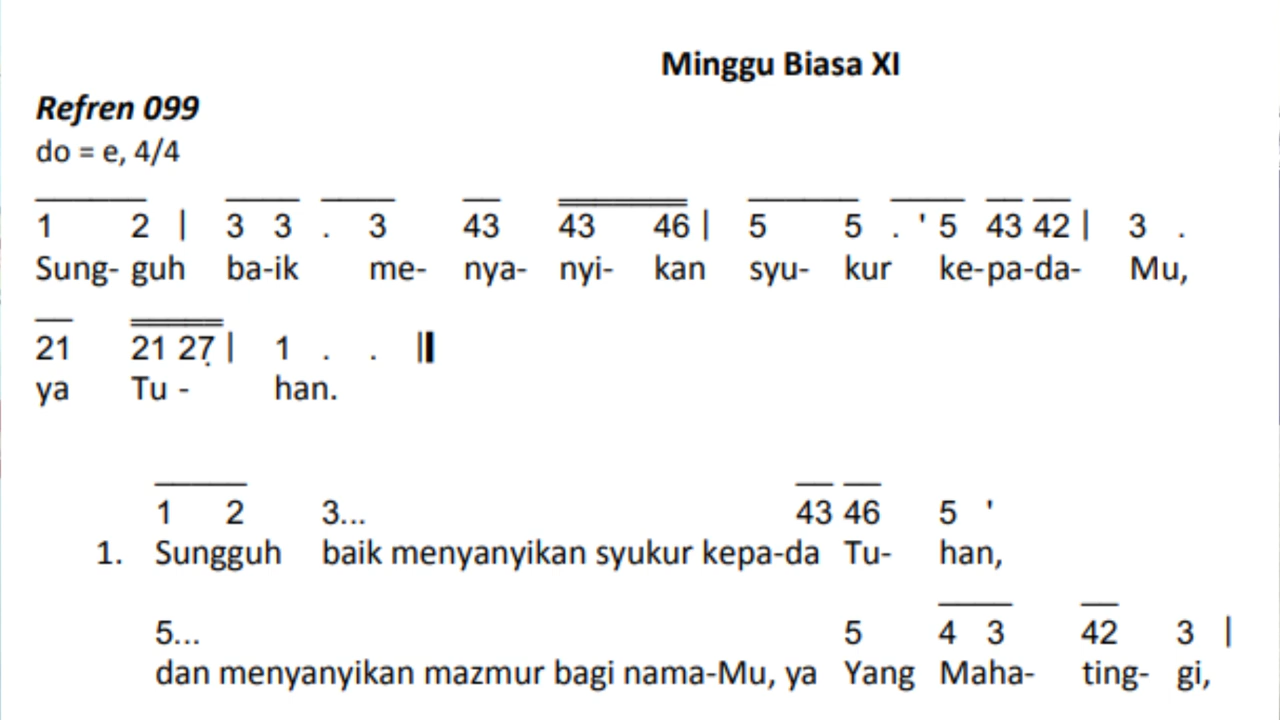 Minggu Biasa XI
Refren 099
do = e, 4/4
1 2 | 3 3 . 3 43 43 46 | 5 5 . ' 5 43 42 | 3 .
Sung- guh ba-ik me- nya- nyi- kan syu- kur ke-pa-da- Mu,
21 21 27̣ | 1 . . ‖
ya Tu - han.
1 2 3... 43 46 5 '
1. Sungguh baik menyanyikan syukur kepa-da Tu- han,
5... 5 4 3 42 3 |
dan menyanyikan mazmur bagi nama-Mu, ya Yang Maha- ting- gi,